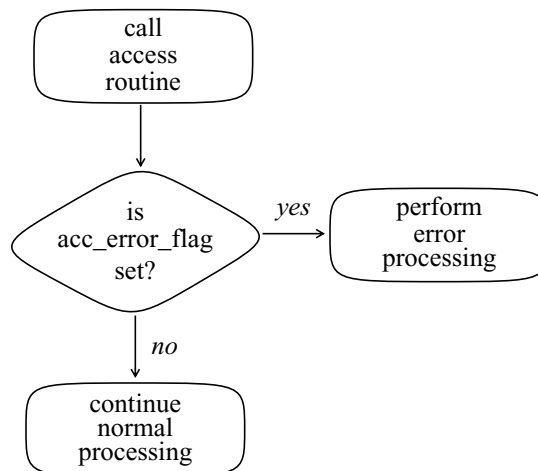 call
access
routine
is
acc_error_flag
set?
yes
perform
error
processing
no
continue
normal
processing